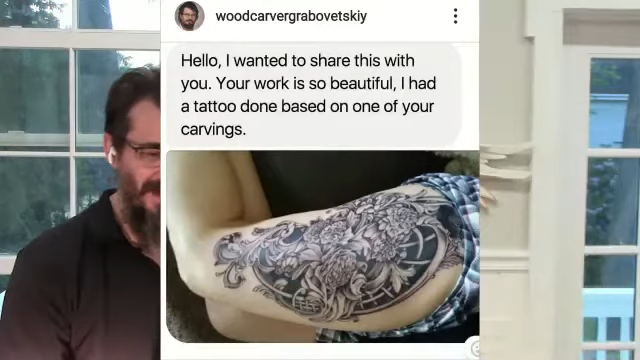 woodcarvergrabovetskiy
Hello, I wanted to share this with
you. Your work is so beautiful, I had
a tattoo done based on one of your
carvings.